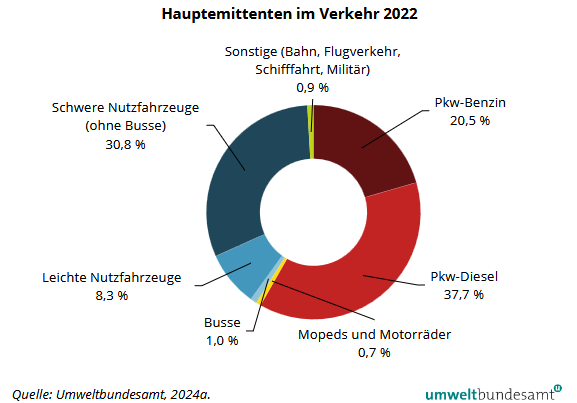 Hauptemittenten im Verkehr 2022
Sonstige (Bahn, Flugverkehr,
Schifffahrt, Militär)
0,9 %
Pkw-Benzin
20,5 %
Schwere Nutzfahrzeuge
(ohne Busse)
30,8 %
Pkw-Diesel
37,7 %
Leichte Nutzfahrzeuge
8,3 %
Busse
1,0 %
Mopeds und Motorräder
0,7 %
Quelle: Umweltbundesamt, 2024a.
umweltbundesamt